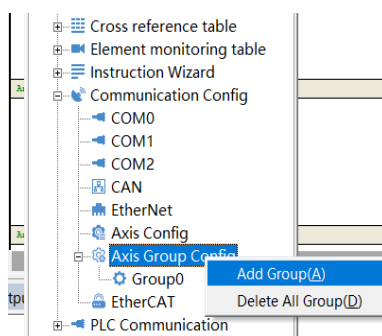 Cross reference table
Element monitoring table
Instruction Wizard
Communication Config
COM0
COM1
COM2
CAN
EtherNet
Axis Config
Axis Group Config
Add Group(A)
Group0
Delete All Group(D)
EtherCAT
PLC Communication